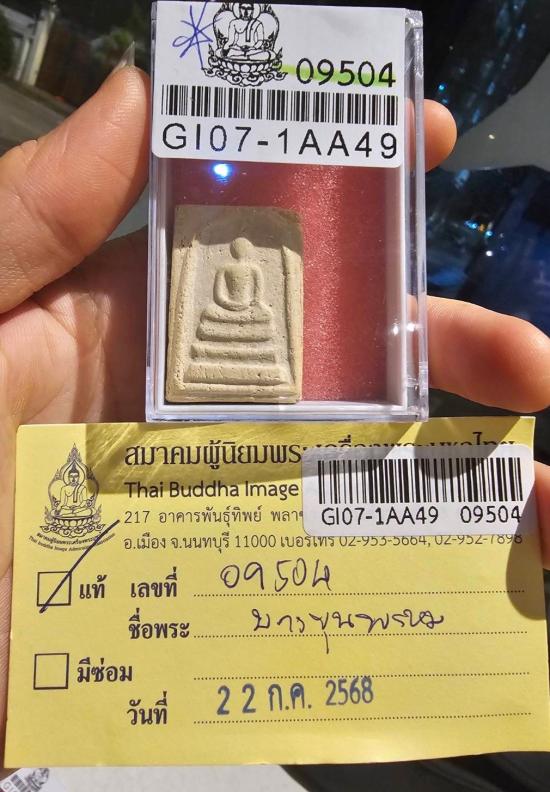 09504
GI07-1AA49
สมาคมผู้นิยมพระเครื่องพระบูชาไทย
Thai Buddha Image
GI07-1AA49 09504
217 อาคารพันธุ์ทิพย์
อ.เมือง จ.นนทบุรี 11000 เบอร์โทร 02-953-5664, 02-952-7898
แท้ เลขที่ 09504
ชื่อพระ บางขุนพรหม
มีซ่อม
วันที่ 22 ก.ค. 2568